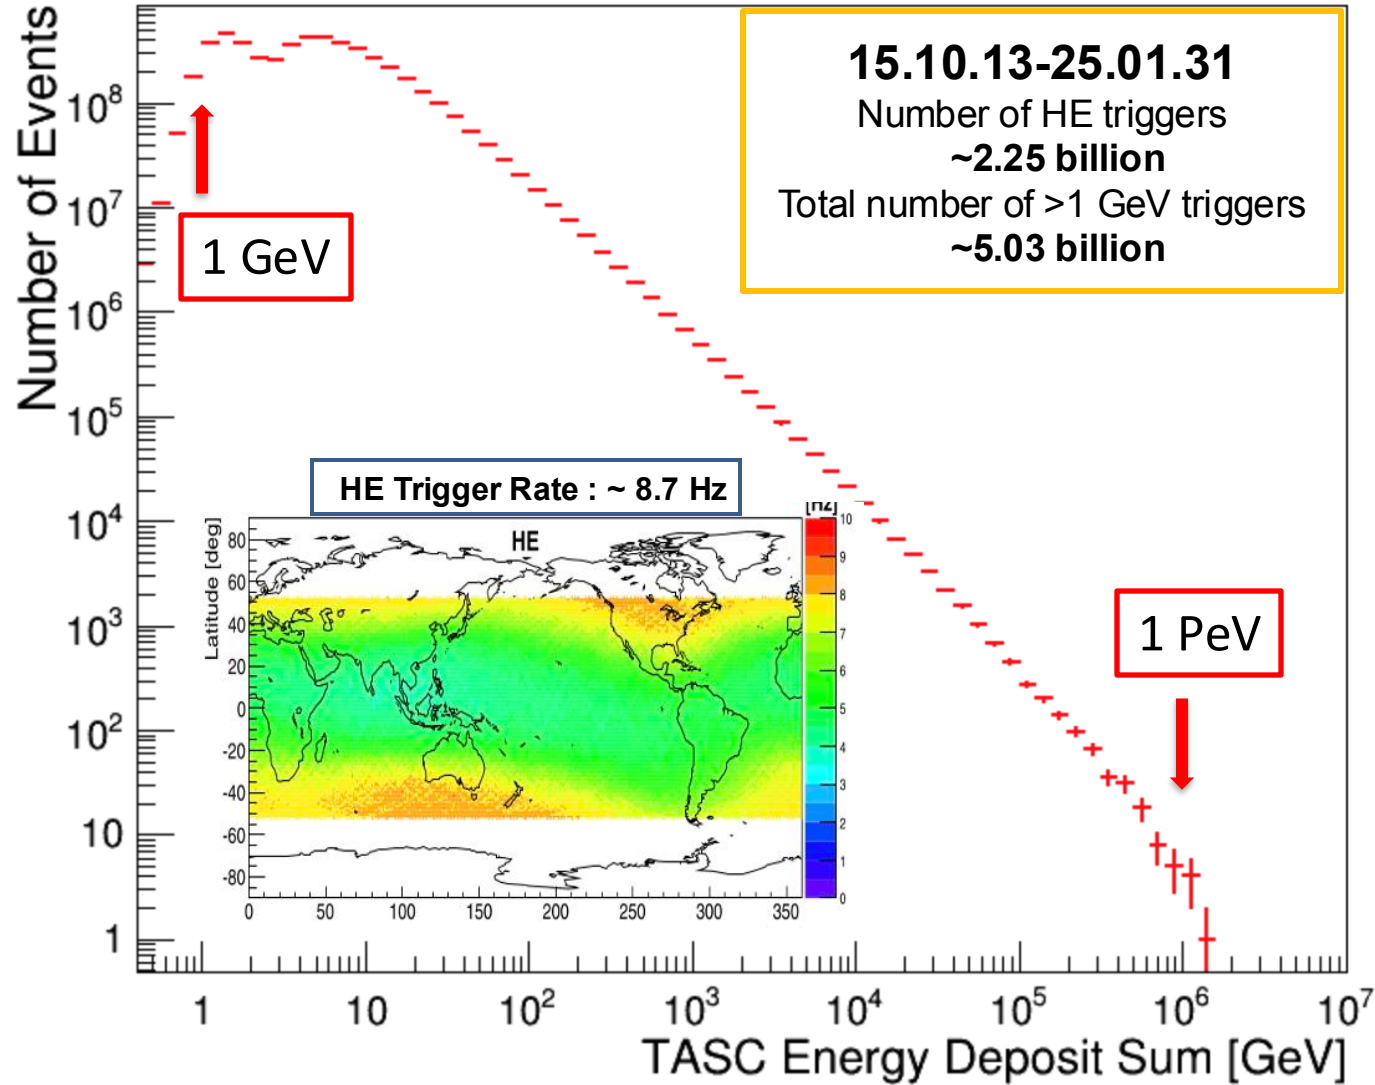 Number of Events
10⁸
10⁷
10⁶
10⁵
10⁴
10³
10²
10
1
15.10.13-25.01.31
Number of HE triggers
~2.25 billion
Total number of >1 GeV triggers
~5.03 billion
1 GeV
HE Trigger Rate : ~ 8.7 Hz
[Hz]
HE
Latitude [deg]
80
60
40
20
0
-20
-40
-60
-80
0 50 100 150 200 250 300 350
10
9
8
7
6
5
4
3
2
1
0
1 PeV
1 10 10² 10³ 10⁴ 10⁵ 10⁶ 10⁷
TASC Energy Deposit Sum [GeV]